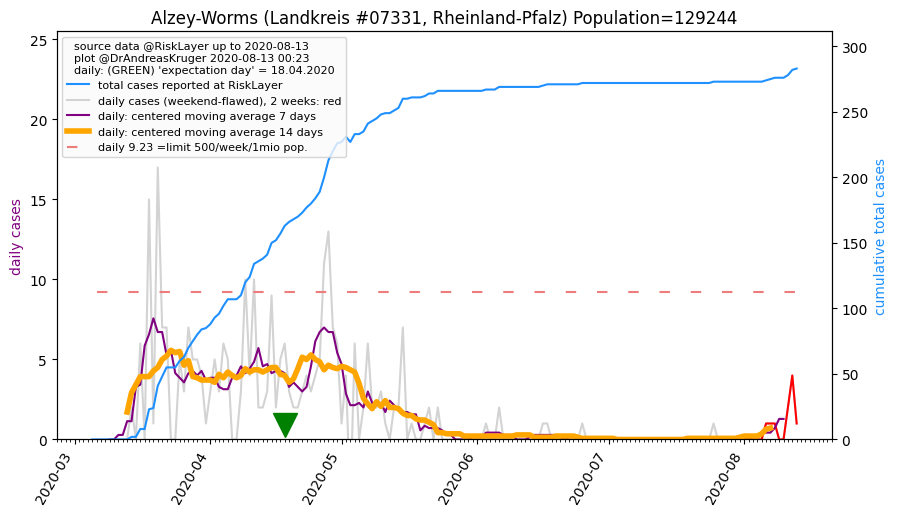 Alzey-Worms (Landkreis #07331, Rheinland-Pfalz) Population=129244
source data @RiskLayer up to 2020-08-13
plot @DrAndreasKruger 2020-08-13 00:23
daily: (GREEN) 'expectation day' = 18.04.2020
total cases reported at RiskLayer
daily cases (weekend-flawed), 2 weeks: red
daily: centered moving average 7 days
daily: centered moving average 14 days
daily 9.23 =limit 500/week/1mio pop.
daily cases
25
20
15
10
5
0
cumulative total cases
300
250
200
150
100
50
0
2020-03
2020-04
2020-05
2020-06
2020-07
2020-08